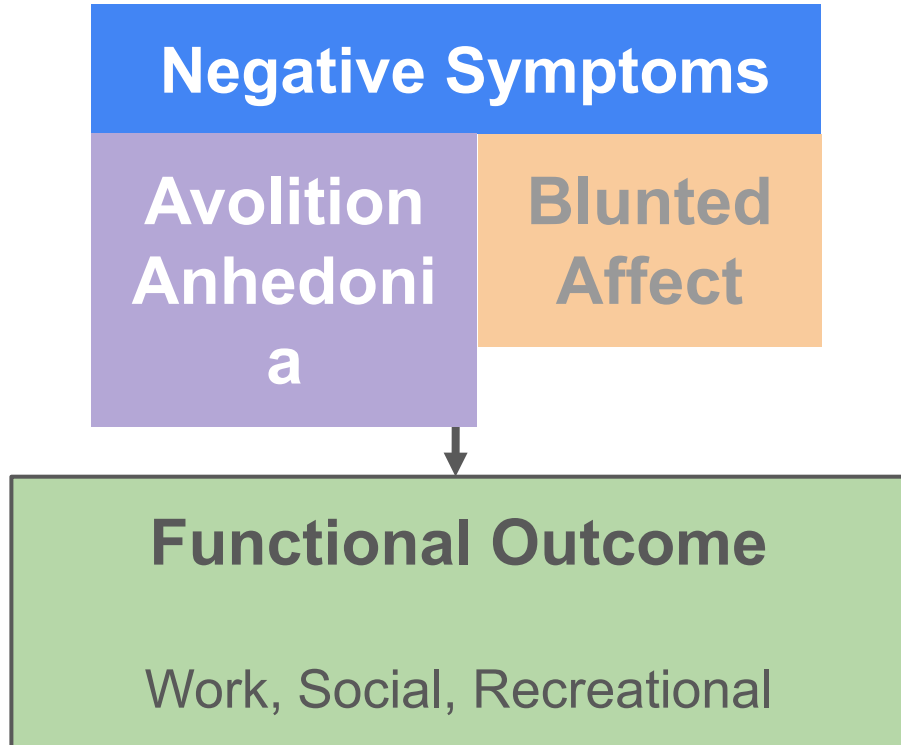 Negative Symptoms
Avolition
Anhedoni
a
Blunted
Affect
Functional Outcome
Work, Social, Recreational